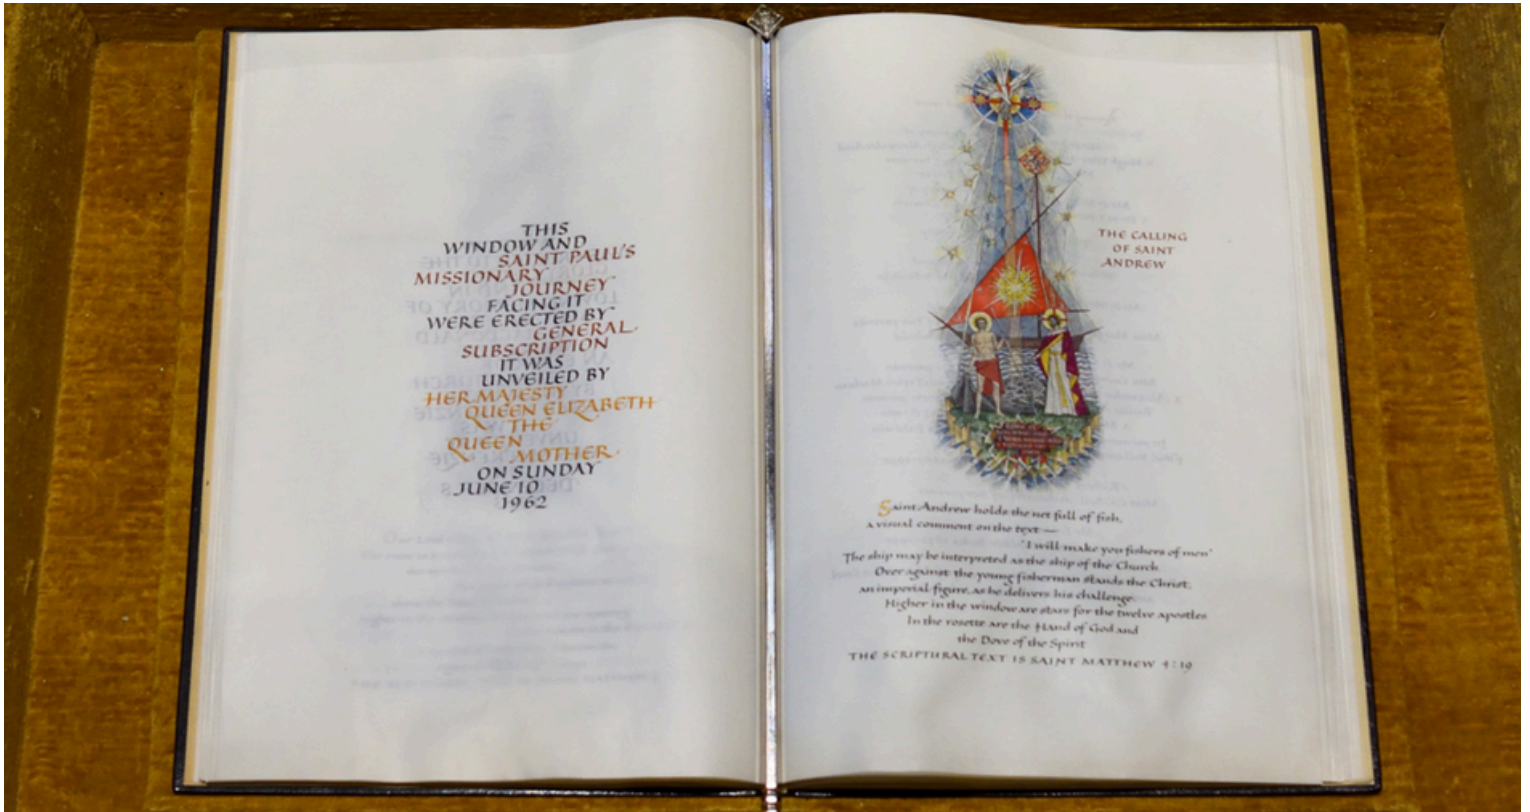 THIS
WINDOW AND
SAINT PAUL'S
MISSIONARY
JOURNEY
FACING IT
WERE ERECTED BY
GENERAL
SUBSCRIPTION
IT WAS
UNVEILED BY
HER MAJESTY
QUEEN ELIZABETH
THE
QUEEN
MOTHER
ON SUNDAY
JUNE 10
1962
THE CALLING
OF SAINT
ANDREW
Saint Andrew holds the net full of fish,
a visual comment on the text —
'I will make you fishers of men'
The ship may be interpreted as the ship of the Church
Over against the young fisherman stands the Christ,
an imperial figure, as he delivers his challenge
Higher in the window are stars for the twelve apostles
In the rosette are the Hand of God and
the Dove of the Spirit
THE SCRIPTURAL TEXT IS SAINT MATTHEW 4:19